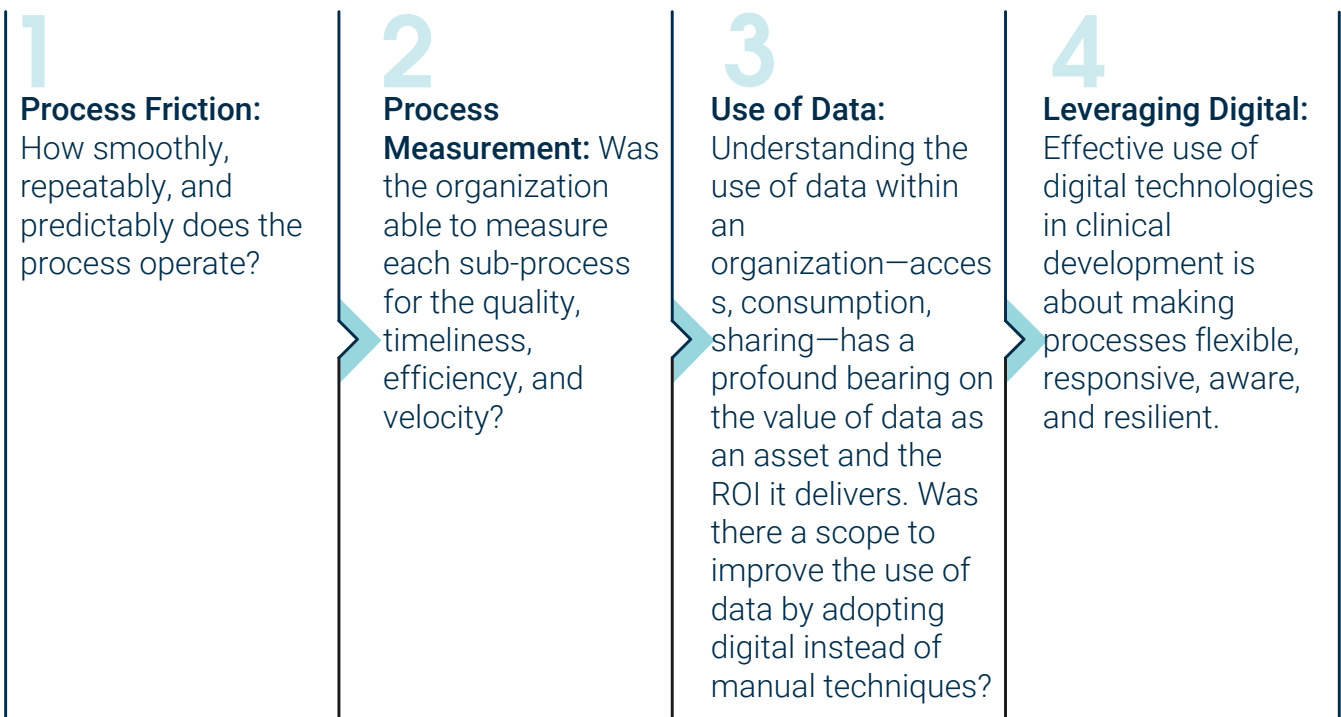 1
Process Friction:
How smoothly,
repeatably, and
predictably does the
process operate?
2
Process
Measurement: Was
the organization
able to measure
each sub-process
for the quality,
timeliness,
efficiency, and
velocity?
3
Use of Data:
Understanding the
use of data within
an
organization—acces
s, consumption,
sharing—has a
profound bearing on
the value of data as
an asset and the
ROI it delivers. Was
there a scope to
improve the use of
data by adopting
digital instead of
manual techniques?
4
Leveraging Digital:
Effective use of
digital technologies
in clinical
development is
about making
processes flexible,
responsive, aware,
and resilient.